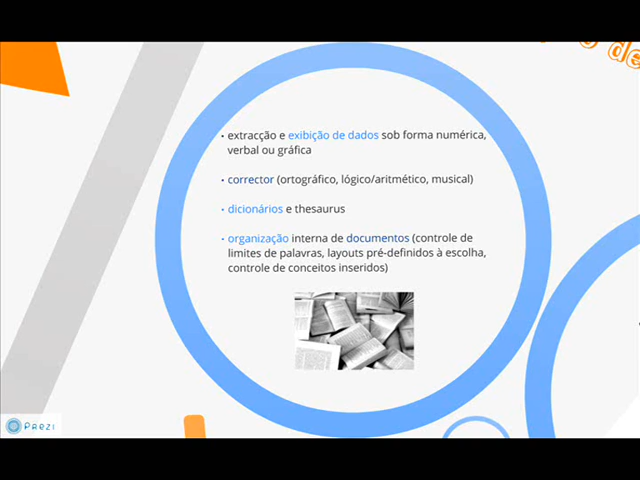 de
• extracção e exibição de dados sob forma numérica,
verbal ou gráfica
• corrector (ortográfico, lógico/aritmético, musical)
• dicionários e thesaurus
• organização interna de documentos (controle de
limites de palavras, layouts pré-definidos à escolha,
controle de conceitos inseridos)
Prezi